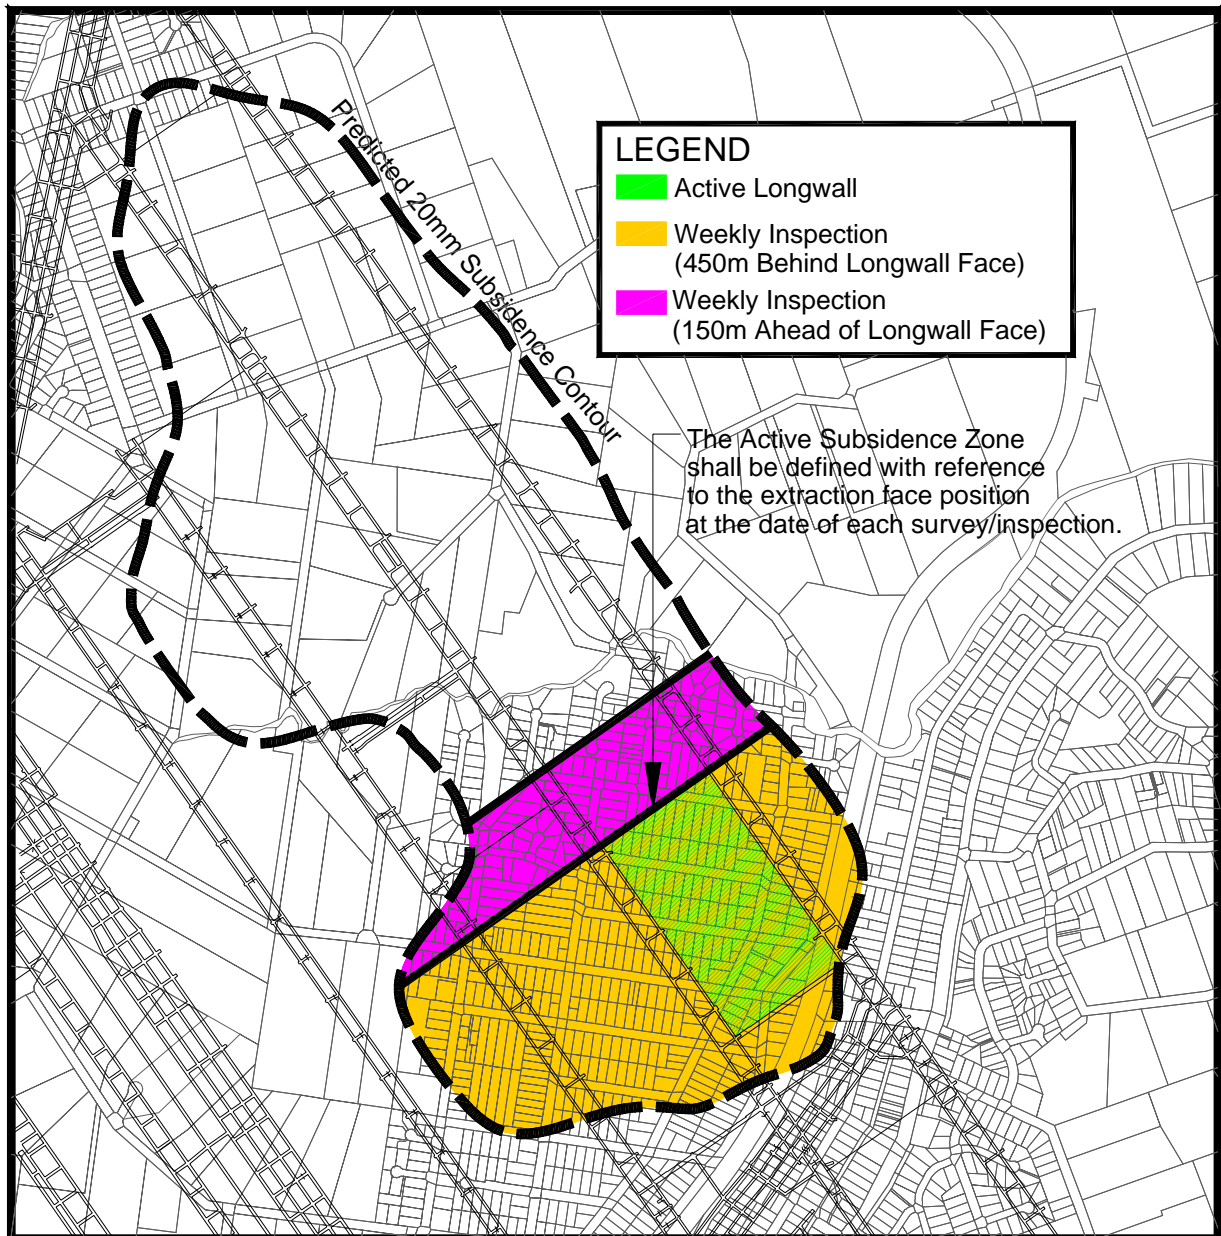 Predicted 20mm Subsidence Contour
LEGEND
Active Longwall
Weekly Inspection
(450m Behind Longwall Face)
Weekly Inspection
(150m Ahead of Longwall Face)
The Active Subsidence Zone
shall be defined with reference
to the extraction face position
at the date of each survey/inspection.